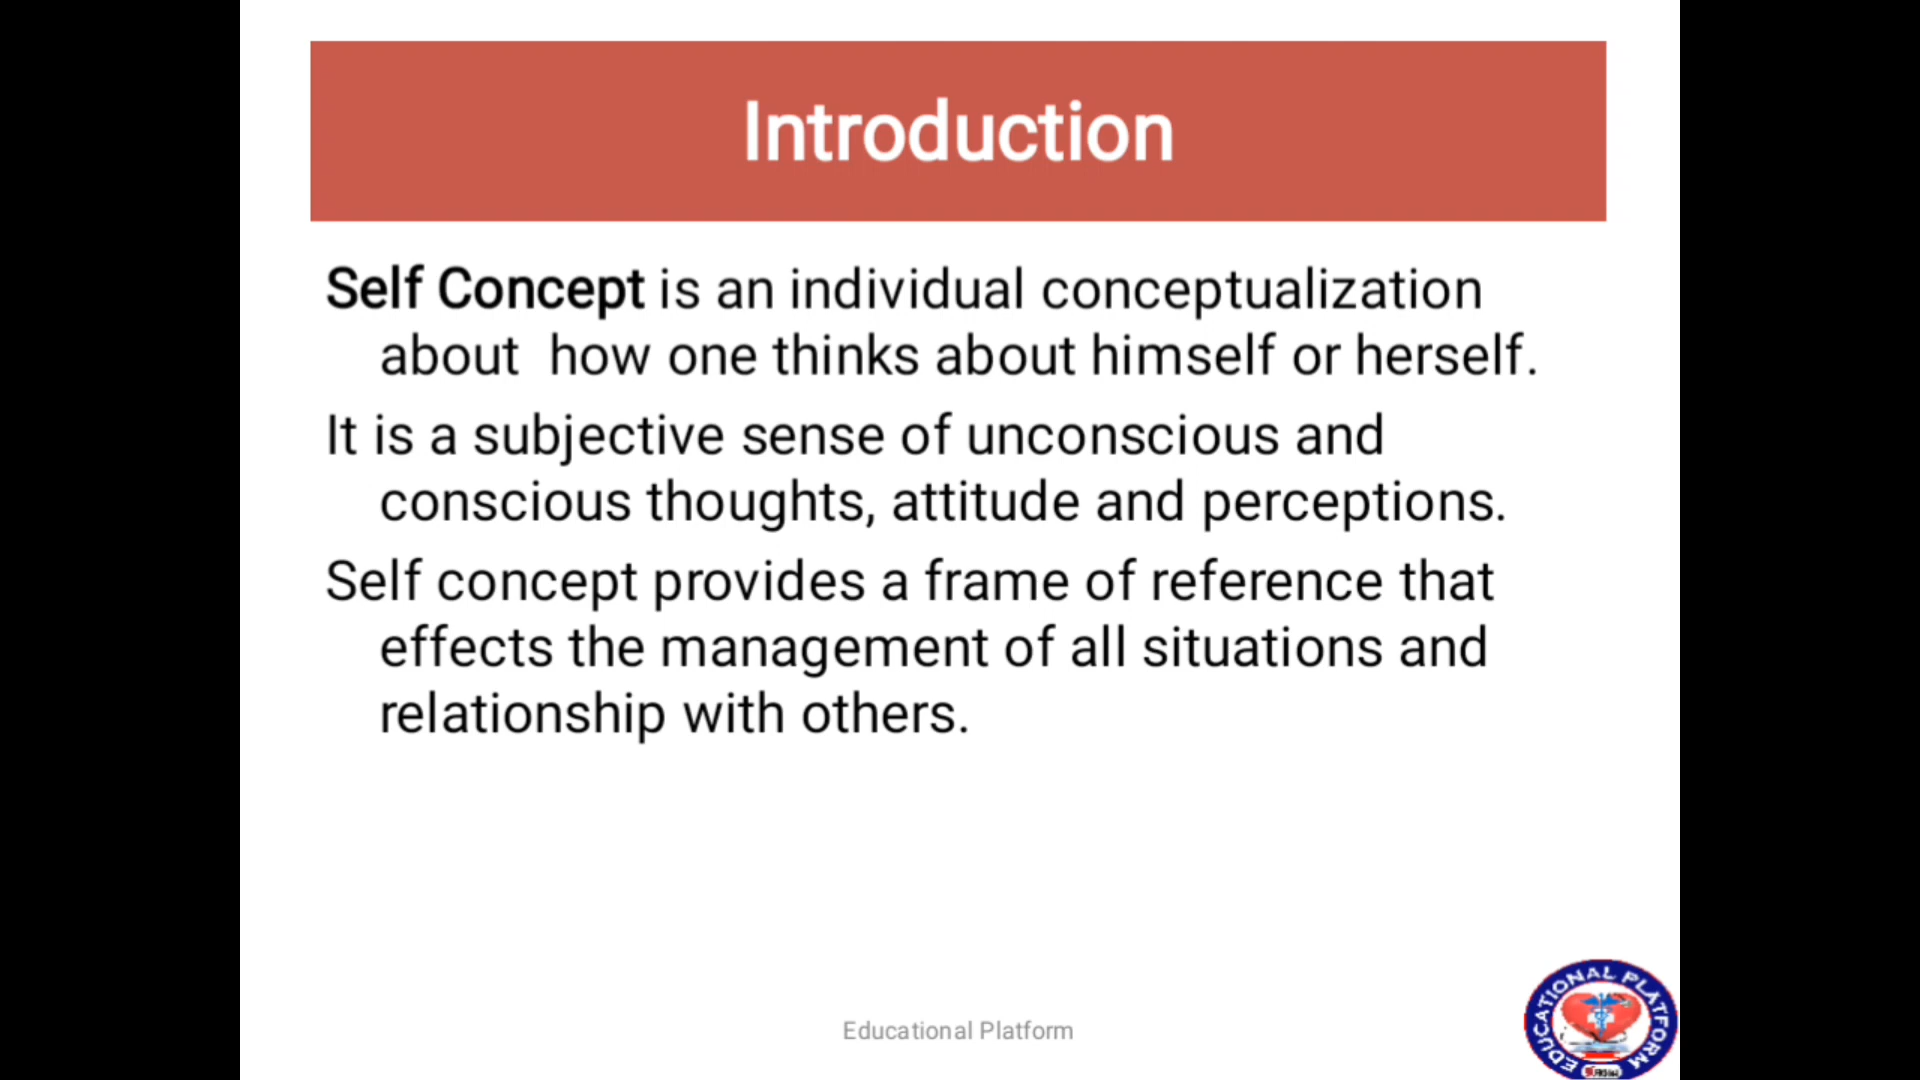 Introduction
Self Concept is an individual conceptualization
about how one thinks about himself or herself.
It is a subjective sense of unconscious and
conscious thoughts, attitude and perceptions.
Self concept provides a frame of reference that
effects the management of all situations and
relationship with others.
Educational Platform
EDUCATIONAL PLATFORM